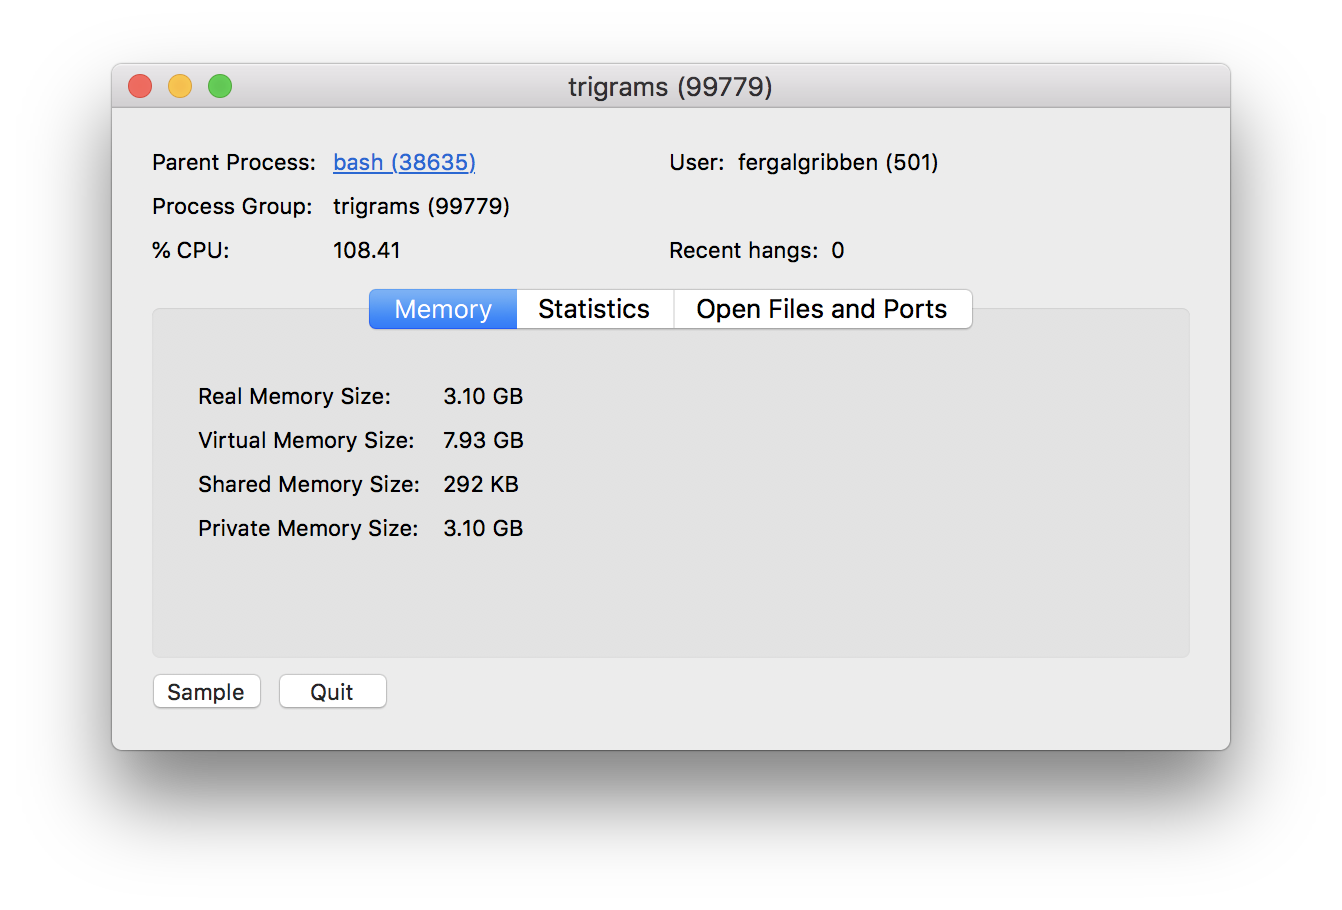 trigrams (99779)
Parent Process: bash (38635) User: fergalgribben (501)
Process Group: trigrams (99779)
% CPU: 108.41 Recent hangs: 0
Memory Statistics Open Files and Ports
Real Memory Size: 3.10 GB
Virtual Memory Size: 7.93 GB
Shared Memory Size: 292 KB
Private Memory Size: 3.10 GB
Sample Quit